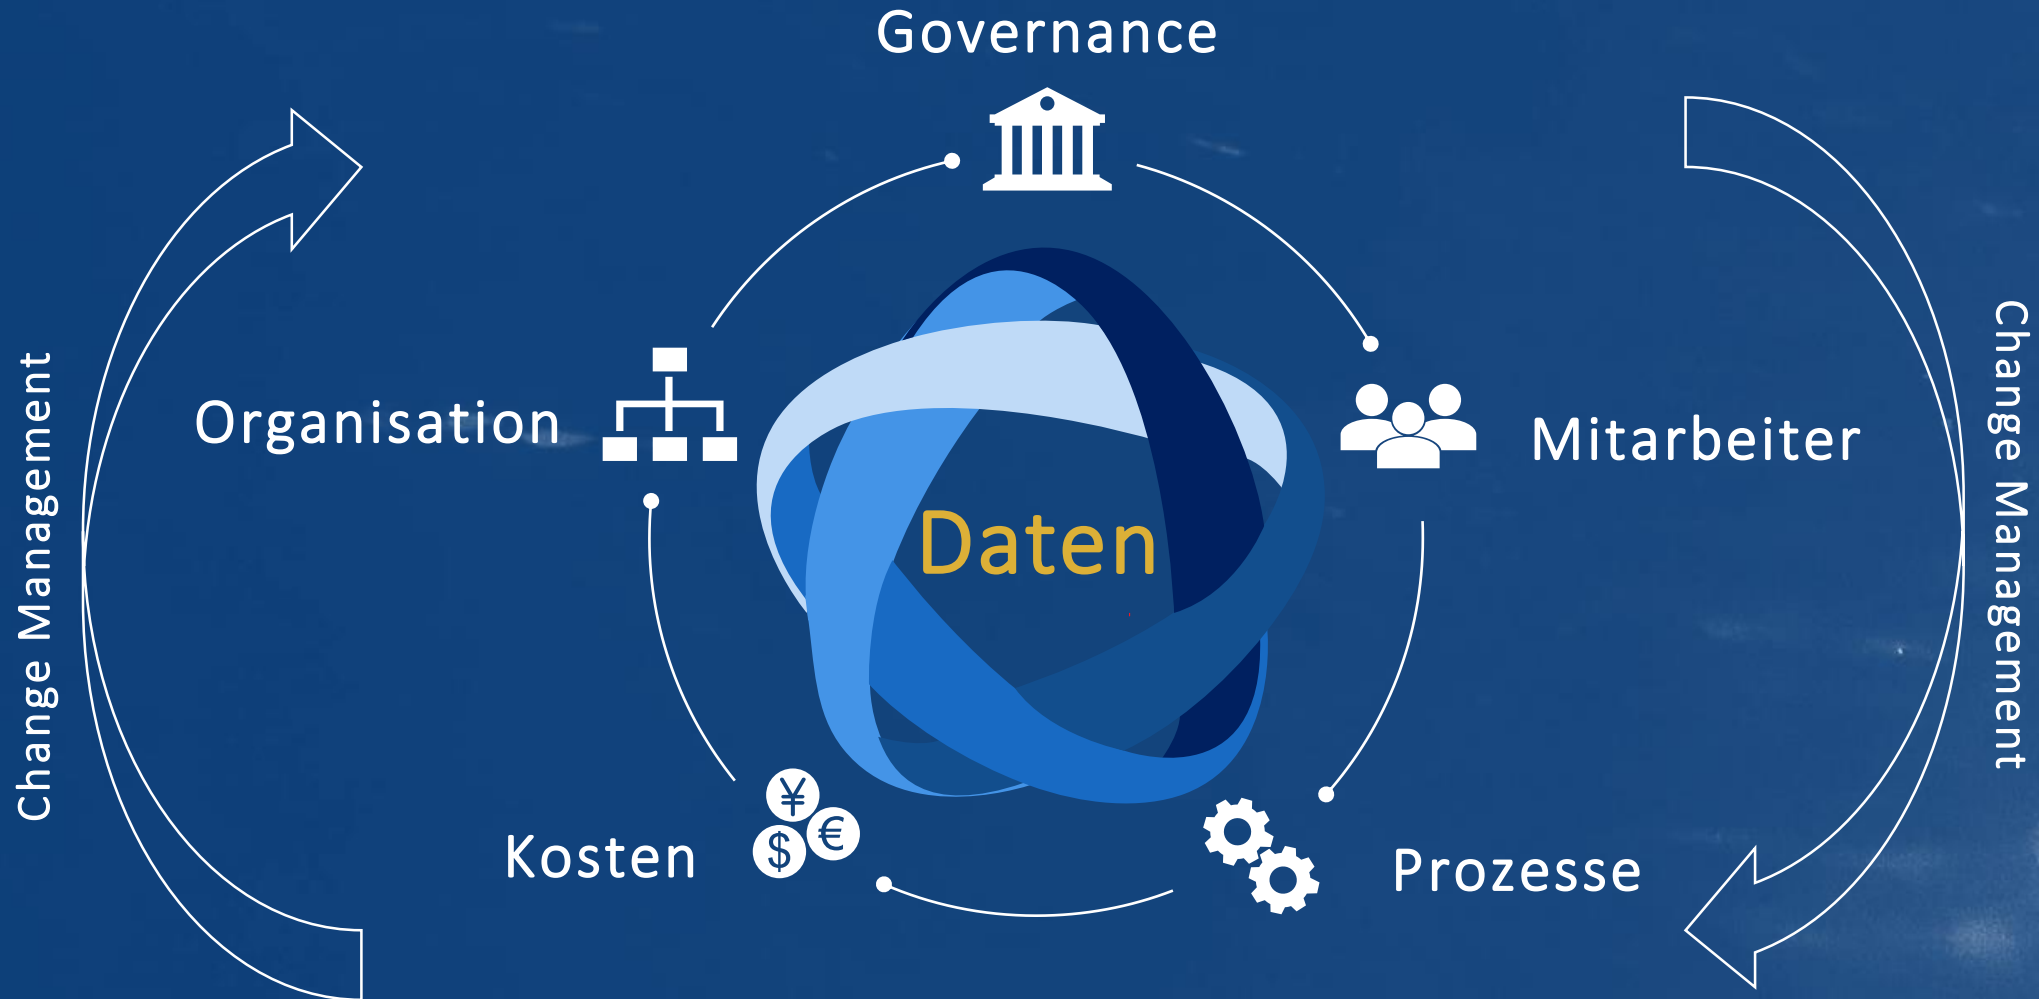 Governance
Organisation
Mitarbeiter
Daten
Kosten
¥
€
$
Prozesse
Change Management
Change Management